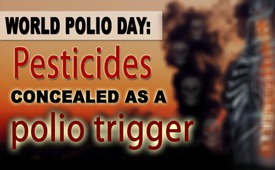 WORLD POLIO DAY:
Pesticides
CONCEALED AS A
polio trigger